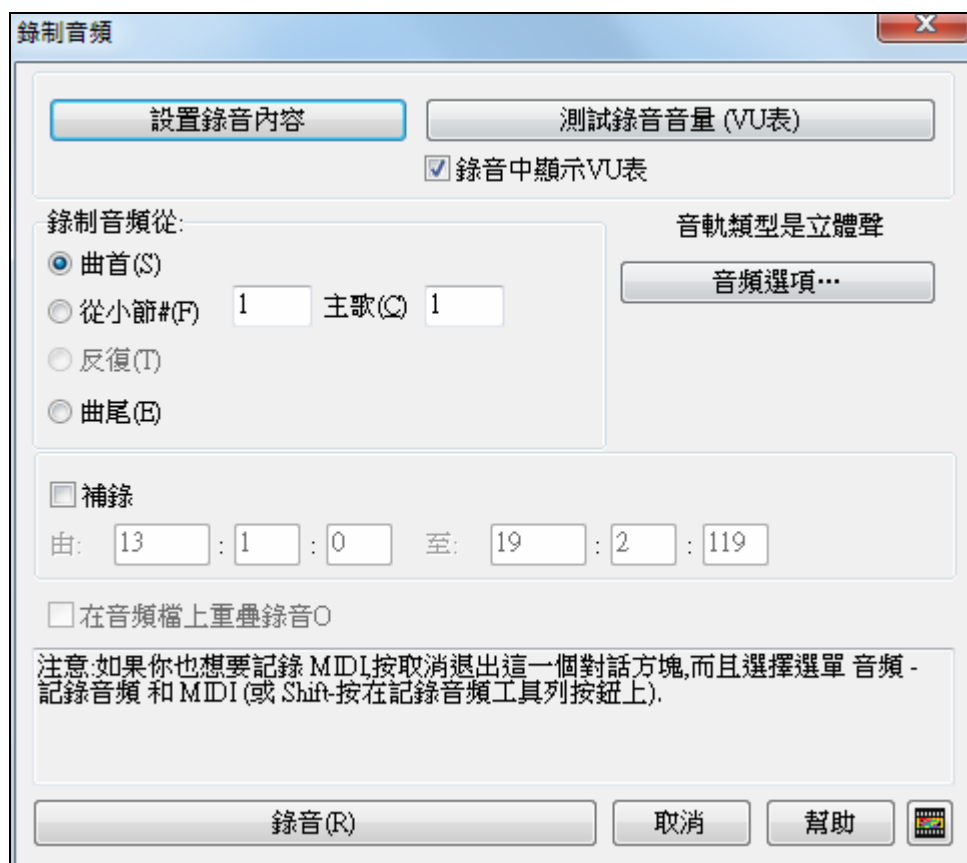 錄制音頻
設置錄音內容
測試錄音音量 (VU表)
錄音中顯示VU表
錄制音頻從:
音軌類型是立體聲
曲首(S)
音頻選項…
從小節#(F) 1 主歌(C) 1
反復(T)
曲尾(E)
補錄
由: 13 : 1 : 0 至: 19 : 2 : 119
在音頻檔上重疊錄音O
注意:如果你也想要記錄 MIDI,按取消退出這一個對話方塊,而且選擇選單 音頻 -
記錄音頻 和 MIDI (或 Shift-按在記錄音頻工具列按鈕上).
錄音(R)
取消
幫助